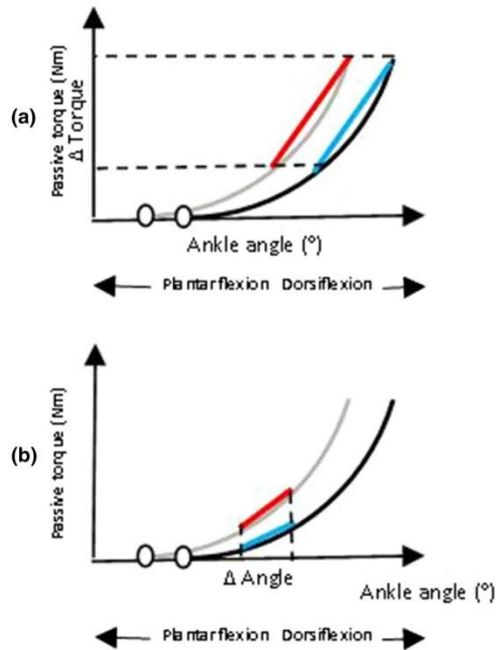 (a)
Passive torque (Nm)
Δ Torque
Ankle angle (°)
Plantarflexion Dorsiflexion
(b)
Passive torque (Nm)
Δ Angle
Ankle angle (°)
Plantarflexion Dorsiflexion